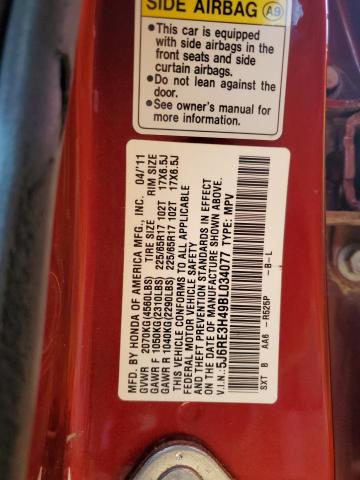 SIDE AIRBAG A9
•This car is equipped
with side airbags in the
front seats and side
curtain airbags.
•Do not lean against the
door.
•See owner's manual for
more information.
MFD. BY HONDA OF AMERICA MFG., INC. 04/'11
GVWR 2070KG(4560LBS) TIRE SIZE RIM SIZE
GAWR F 1050KG(2310LBS) 225/65R17 102T 17X6.5J
GAWR R 1040KG(2290LBS) 225/65R17 102T 17X6.5J
THIS VEHICLE CONFORMS TO ALL APPLICABLE
FEDERAL MOTOR VEHICLE SAFETY
AND THEFT PREVENTION STANDARDS IN EFFECT
ON THE DATE OF MANUFACTURE SHOWN ABOVE.
V.I.N.:5J6RE3H49BL034077 TYPE: MPV
SXT B AA6 -R525P -B-L